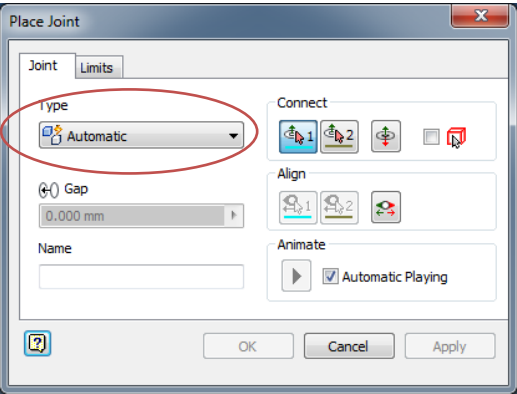 Place Joint
Joint
Limits
Type
Automatic
Gap
0.000 mm
Name
Connect
1
2
Align
1
2
Animate
Automatic Playing
OK
Cancel
Apply